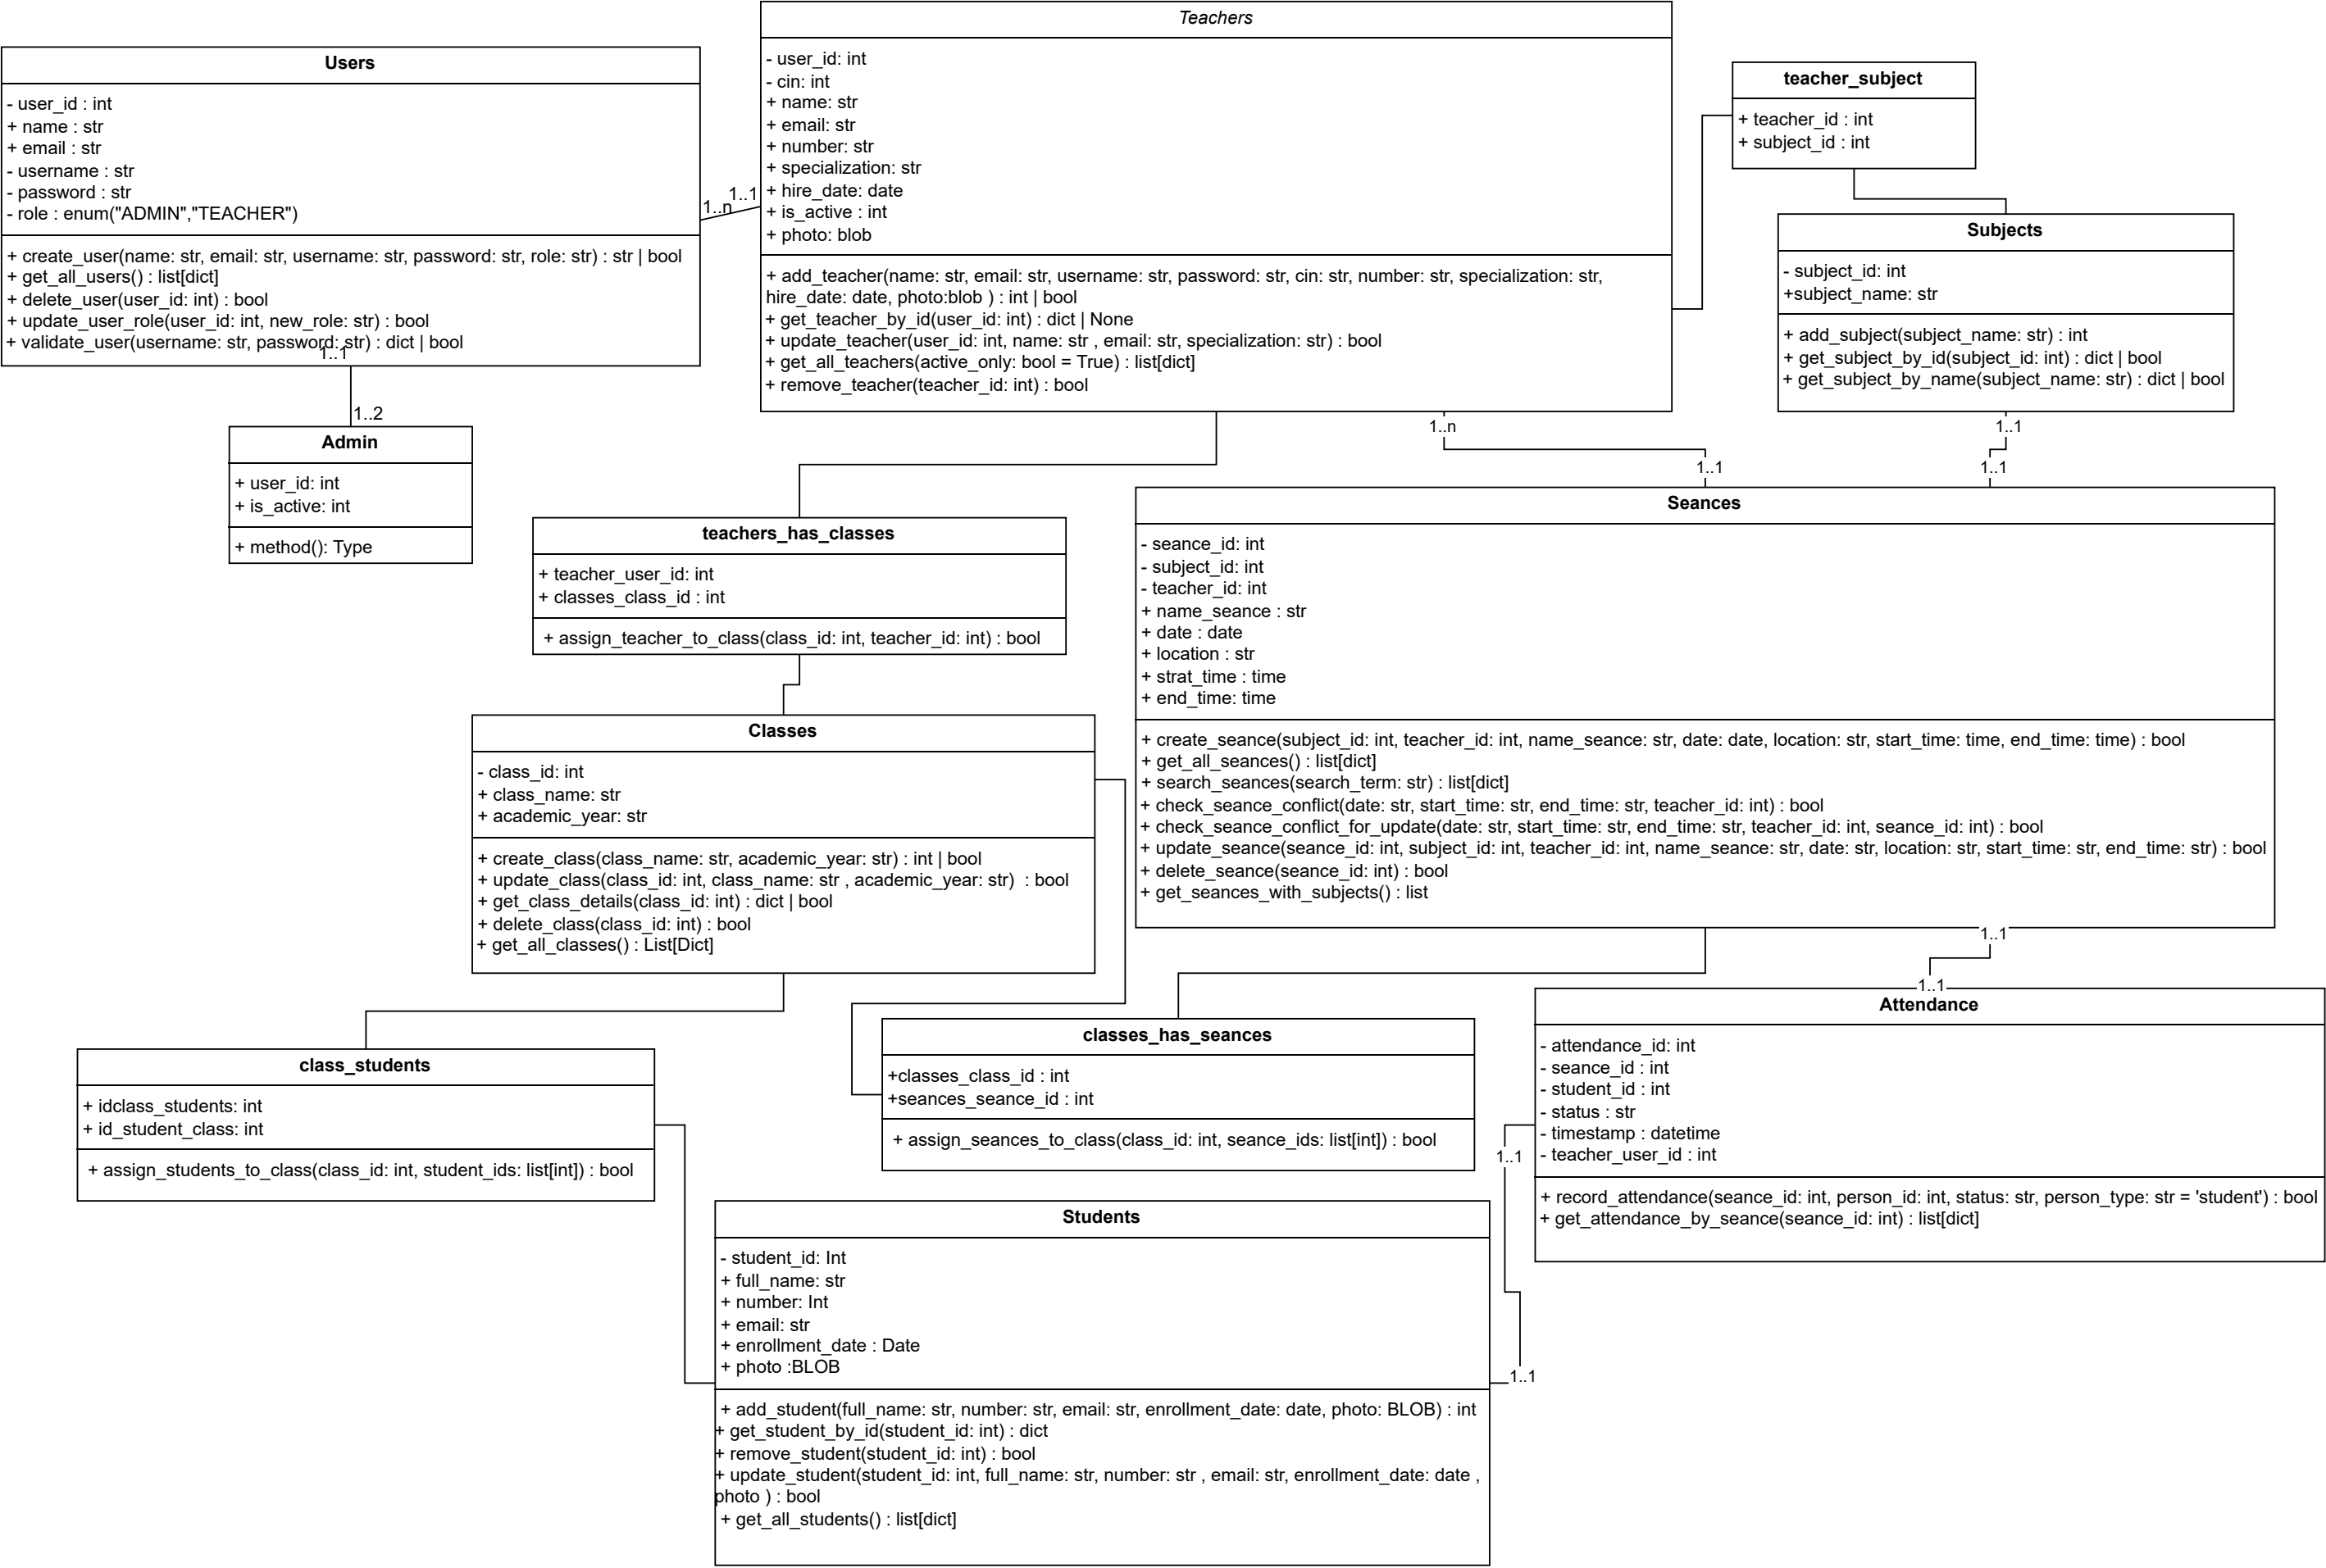 Teachers
- user_id: int
- cin: int
+ name: str
+ email: str
+ number: str
+ specialization: str
+ hire_date: date
+ is_active : int
+ photo: blob
+ add_teacher(name: str, email: str, username: str, password: str, cin: str, number: str, specialization: str,
hire_date: date, photo:blob ) : int | bool
+ get_teacher_by_id(user_id: int) : dict | None
+ update_teacher(user_id: int, name: str , email: str, specialization: str) : bool
+ get_all_teachers(active_only: bool = True) : list[dict]
+ remove_teacher(teacher_id: int) : bool
Users
- user_id : int
+ name : str
+ email : str
- username : str
- password : str
- role : enum("ADMIN","TEACHER")
+ create_user(name: str, email: str, username: str, password: str, role: str) : str | bool
+ get_all_users() : list[dict]
+ delete_user(user_id: int) : bool
+ update_user_role(user_id: int, new_role: str) : bool
+ validate_user(username: str, password: str) : dict | bool
1..n
1..1
1..1
1..2
teacher_subject
+ teacher_id : int
+ subject_id : int
Subjects
- subject_id: int
+subject_name: str
+ add_subject(subject_name: str) : int
+ get_subject_by_id(subject_id: int) : dict | bool
+ get_subject_by_name(subject_name: str) : dict | bool
Admin
+ user_id: int
+ is_active: int
+ method(): Type
1..n
1..1
1..1
1..1
teachers_has_classes
+ teacher_user_id: int
+ classes_class_id : int
+ assign_teacher_to_class(class_id: int, teacher_id: int) : bool
Seances
- seance_id: int
- subject_id: int
- teacher_id: int
+ name_seance : str
+ date : date
+ location : str
+ strat_time : time
+ end_time: time
+ create_seance(subject_id: int, teacher_id: int, name_seance: str, date: date, location: str, start_time: time, end_time: time) : bool
+ get_all_seances() : list[dict]
+ search_seances(search_term: str) : list[dict]
+ check_seance_conflict(date: str, start_time: str, end_time: str, teacher_id: int) : bool
+ check_seance_conflict_for_update(date: str, start_time: str, end_time: str, teacher_id: int, seance_id: int) : bool
+ update_seance(seance_id: int, subject_id: int, teacher_id: int, name_seance: str, date: str, location: str, start_time: str, end_time: str) : bool
+ delete_seance(seance_id: int) : bool
+ get_seances_with_subjects() : list
Classes
- class_id: int
+ class_name: str
+ academic_year: str
+ create_class(class_name: str, academic_year: str) : int | bool
+ update_class(class_id: int, class_name: str , academic_year: str)  : bool
+ get_class_details(class_id: int) : dict | bool
+ delete_class(class_id: int) : bool
+ get_all_classes() : List[Dict]
1..1
1..1
class_students
+ idclass_students: int
+ id_student_class: int
+ assign_students_to_class(class_id: int, student_ids: list[int]) : bool
classes_has_seances
+classes_class_id : int
+seances_seance_id : int
+ assign_seances_to_class(class_id: int, seance_ids: list[int]) : bool
Attendance
- attendance_id: int
- seance_id : int
- student_id : int
- status : str
- timestamp : datetime
- teacher_user_id : int
+ record_attendance(seance_id: int, person_id: int, status: str, person_type: str = 'student') : bool
+ get_attendance_by_seance(seance_id: int) : list[dict]
1..1
1..1
Students
- student_id: Int
+ full_name: str
+ number: Int
+ email: str
+ enrollment_date : Date
+ photo :BLOB
+ add_student(full_name: str, number: str, email: str, enrollment_date: date, photo: BLOB) : int
+ get_student_by_id(student_id: int) : dict
+ remove_student(student_id: int) : bool
+ update_student(student_id: int, full_name: str, number: str , email: str, enrollment_date: date ,
photo ) : bool
+ get_all_students() : list[dict]